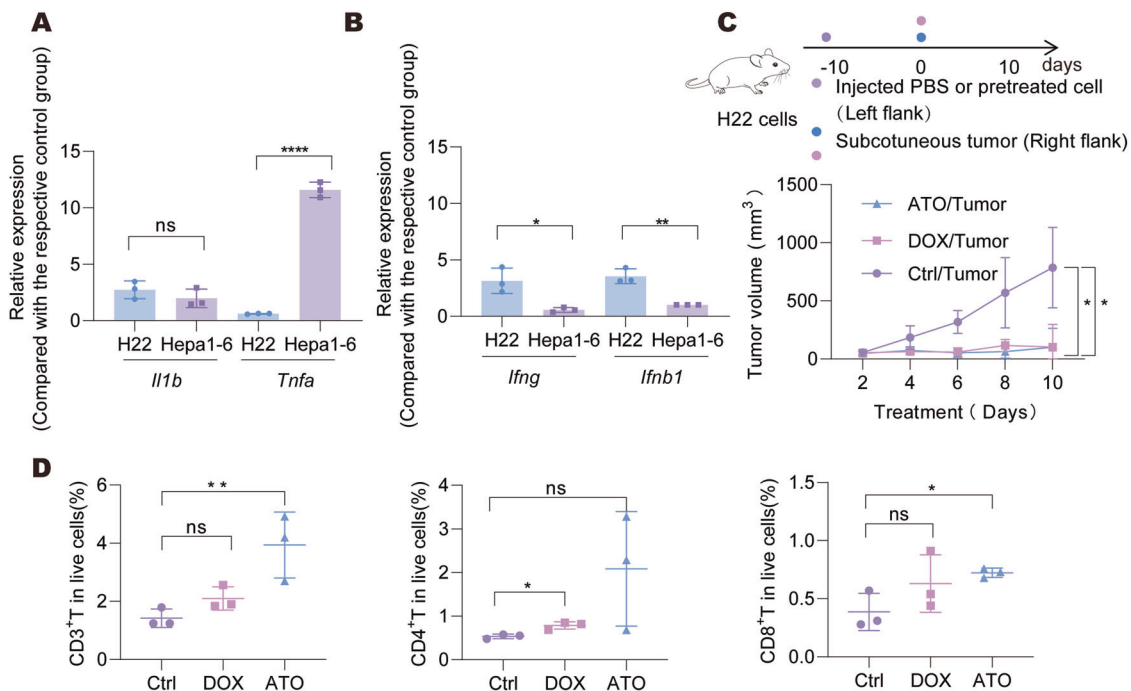 A
Relative expression
(Compared with the respective control group)
15
10
5
0
ns
****
H22 Hepa1-6 H22 Hepa1-6
Il1b
Tnfa
B
Relative expression
(Compared with the respective control group)
15
10
5
0
*
**
H22 Hepa1-6 H22 Hepa1-6
Ifng
Ifnb1
C
H22 cells
-10 0 10 days
Injected PBS or pretreated cell
(Left flank)
Subcotuneous tumor (Right flank)
Tumor volume (mm3)
1500
1000
500
0
ATO/Tumor
DOX/Tumor
Ctrl/Tumor
* *
2 4 6 8 10
Treatment ( Days)
D
CD3+T in live cells(%)
6
4
2
0
* *
ns
Ctrl DOX ATO
CD4+T in live cells(%)
4
3
2
1
0
ns
*
Ctrl DOX ATO
CD8+T in live cells(%)
1.5
1.0
0.5
0.0
*
ns
Ctrl DOX ATO